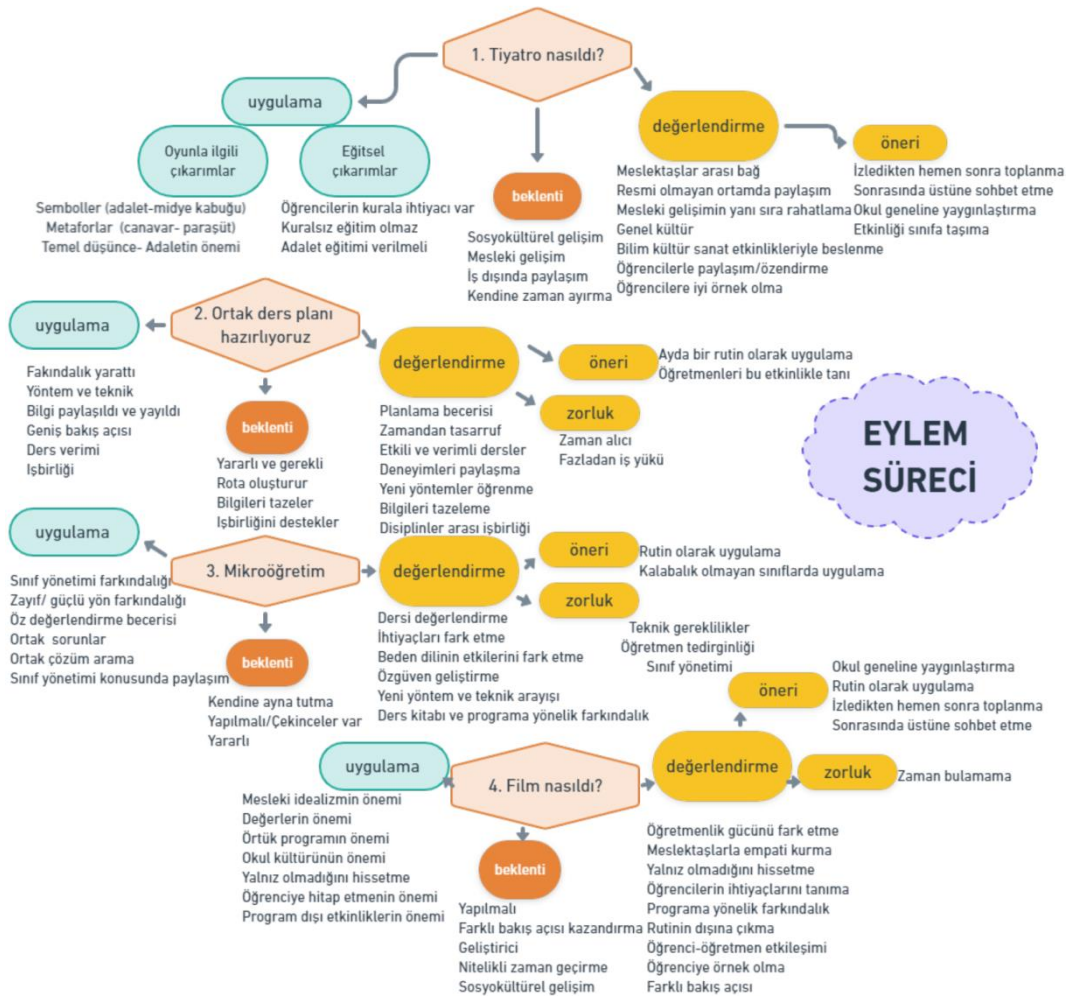 1. Tiyatro nasıldı?
uygulama
Oyunla ilgili
çıkarımlar
Semboller (adalet-midye kabuğu)
Metaforlar (canavar- paraşüt)
Temel düşünce- Adaletin önemi
Eğitsel
çıkarımlar
Öğrencilerin kurala ihtiyacı var
Kuralsız eğitim olmaz
Adalet eğitimi verilmeli
beklenti
Sosyokültürel gelişim
Mesleki gelişim
İş dışında paylaşım
Kendine zaman ayırma
değerlendirme
Meslektaşlar arası bağ
Resmi olmayan ortamda paylaşım
Mesleki gelişimin yanı sıra rahatlama
Genel kültür
Bilim kültür sanat etkinlikleriyle beslenme
Öğrencilerle paylaşım/özendirme
Öğrencilere iyi örnek olma
öneri
İzledikten hemen sonra toplanma
Sonrasında üstüne sohbet etme
Okul geneline yaygınlaştırma
Etkinliği sınıfa taşıma
2. Ortak ders planı
hazırlıyoruz
uygulama
Fakındalık yarattı
Yöntem ve teknik
Bilgi paylaşıldı ve yayıldı
Geniş bakış açısı
Ders verimi
Işbirliği
beklenti
Yararlı ve gerekli
Rota oluşturur
Bilgileri tazeler
Işbirliğini destekler
değerlendirme
Planlama becerisi
Zamandan tasarruf
Etkili ve verimli dersler
Deneyimleri paylaşma
Yeni yöntemler öğrenme
Bilgileri tazeleme
Disiplinler arası işbirliği
öneri
Ayda bir rutin olarak uygulama
Öğretmenleri bu etkinlikle tanı
zorluk
Zaman alıcı
Fazladan iş yükü
EYLEM
SÜRECİ
3. Mikroöğretim
uygulama
Sınıf yönetimi farkındalığı
Zayıf/ güçlü yön farkındalığı
Öz değerlendirme becerisi
Ortak sorunlar
Ortak çözüm arama
Sınıf yönetimi konusunda paylaşım
beklenti
Kendine ayna tutma
Yapılmalı/Çekinceler var
Yararlı
değerlendirme
Dersi değerlendirme
İhtiyaçları fark etme
Beden dilinin etkilerini fark etme
Özgüven geliştirme
Yeni yöntem ve teknik arayışı
Ders kitabı ve programa yönelik farkındalık
öneri
Rutin olarak uygulama
Kalabalık olmayan sınıflarda uygulama
zorluk
Teknik gereklilikler
Öğretmen tedirginliği
Sınıf yönetimi
4. Film nasıldı?
uygulama
Mesleki idealizmin önemi
Değerlerin önemi
Örtük programın önemi
Okul kültürünün önemi
Yalnız olmadığını hissetme
Öğrenciye hitap etmenin önemi
Program dışı etkinliklerin önemi
beklenti
Yapılmalı
Farklı bakış açısı kazandırma
Geliştirici
Nitelikli zaman geçirme
Sosyokültürel gelişim
değerlendirme
Öğretmenlik gücünü fark etme
Meslektaşlarla empati kurma
Yalnız olmadığını hissetme
Öğrencilerin ihtiyaçlarını tanıma
Programa yönelik farkındalık
Rutinin dışına çıkma
Öğrenci-öğretmen etkileşimi
Öğrenciye örnek olma
Farklı bakış açısı
öneri
Okul geneline yaygınlaştırma
Rutin olarak uygulama
İzledikten hemen sonra toplanma
Sonrasında üstüne sohbet etme
zorluk
Zaman bulamama